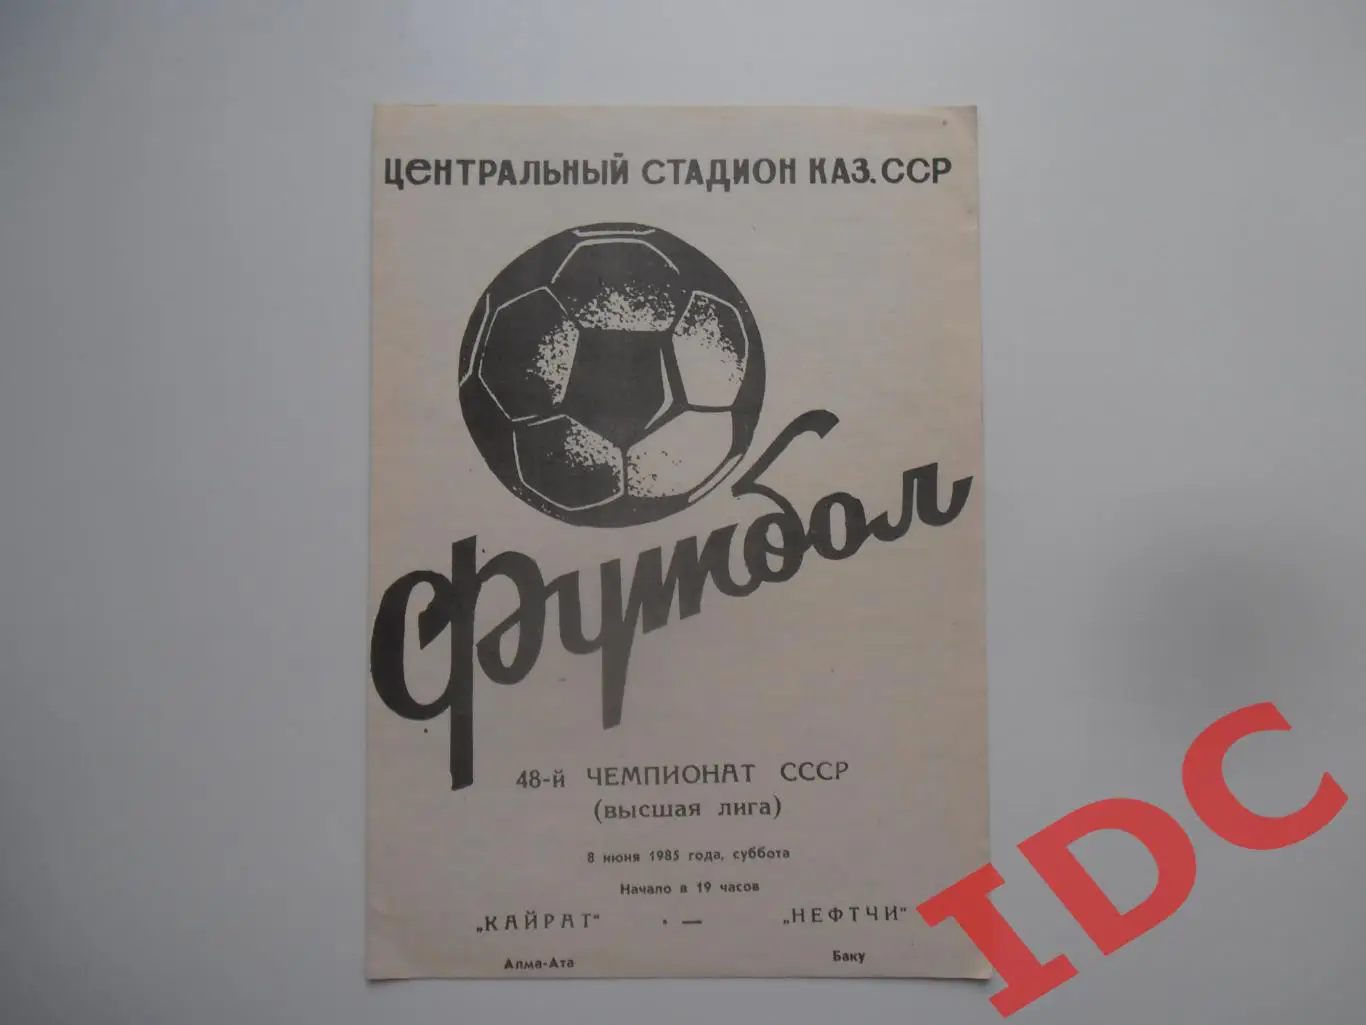 ЦЕНТРАЛЬНЫЙ СТАДИОН КАЗ. ССР
Футбол
48-й ЧЕМПИОНАТ СССР
(высшая лига)
8 июня 1985 года, суббота
Начало в 19 часов
„КАЙРАТ“ — „НЕФТЧИ“
Алма-Ата Баку
IDC